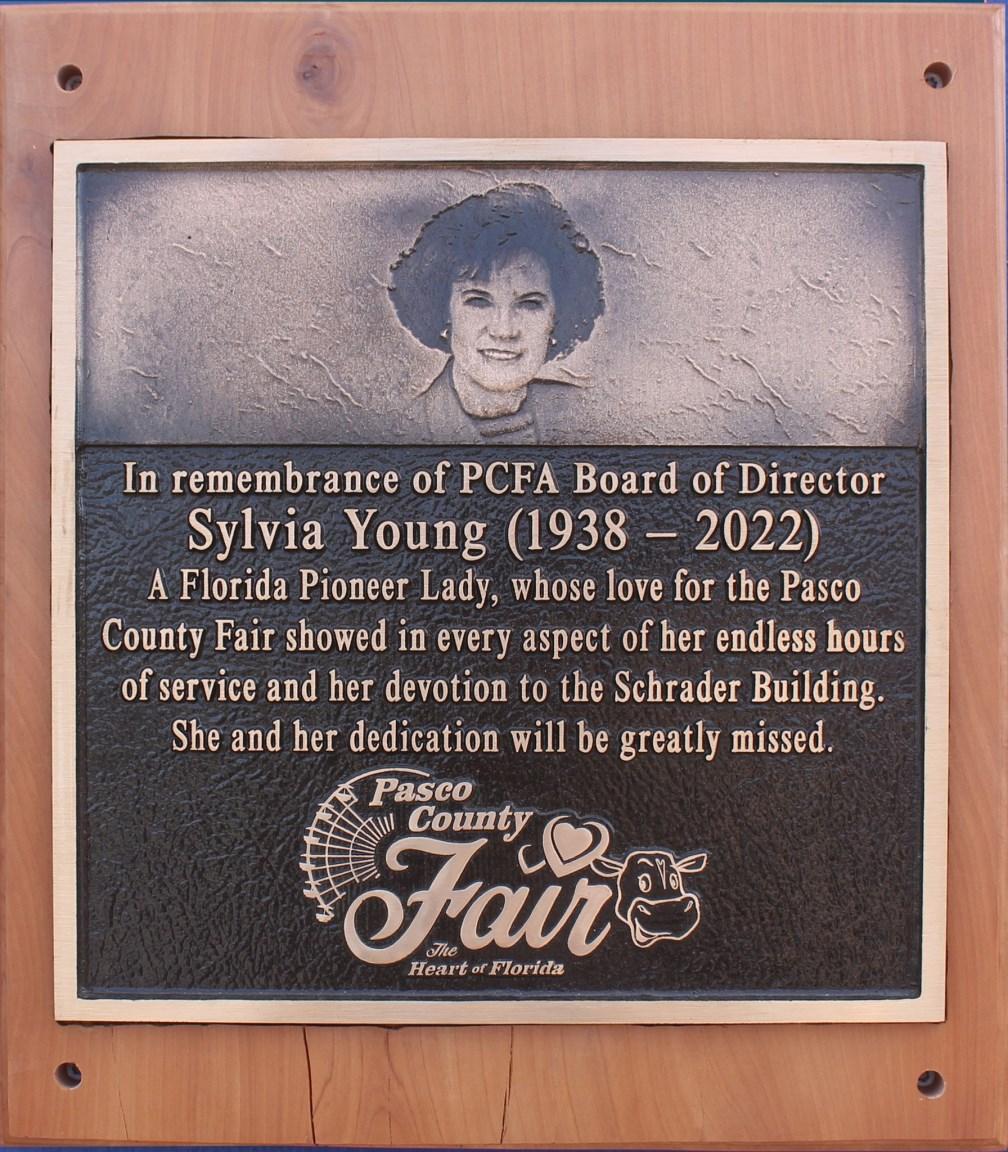 In remembrance of PCFA Board of Director
Sylvia Young (1938 – 2022)
A Florida Pioneer Lady, whose love for the Pasco
County Fair showed in every aspect of her endless hours
of service and her devotion to the Schrader Building.
She and her dedication will be greatly missed.
Pasco
County
Fair
The
Heart of Florida